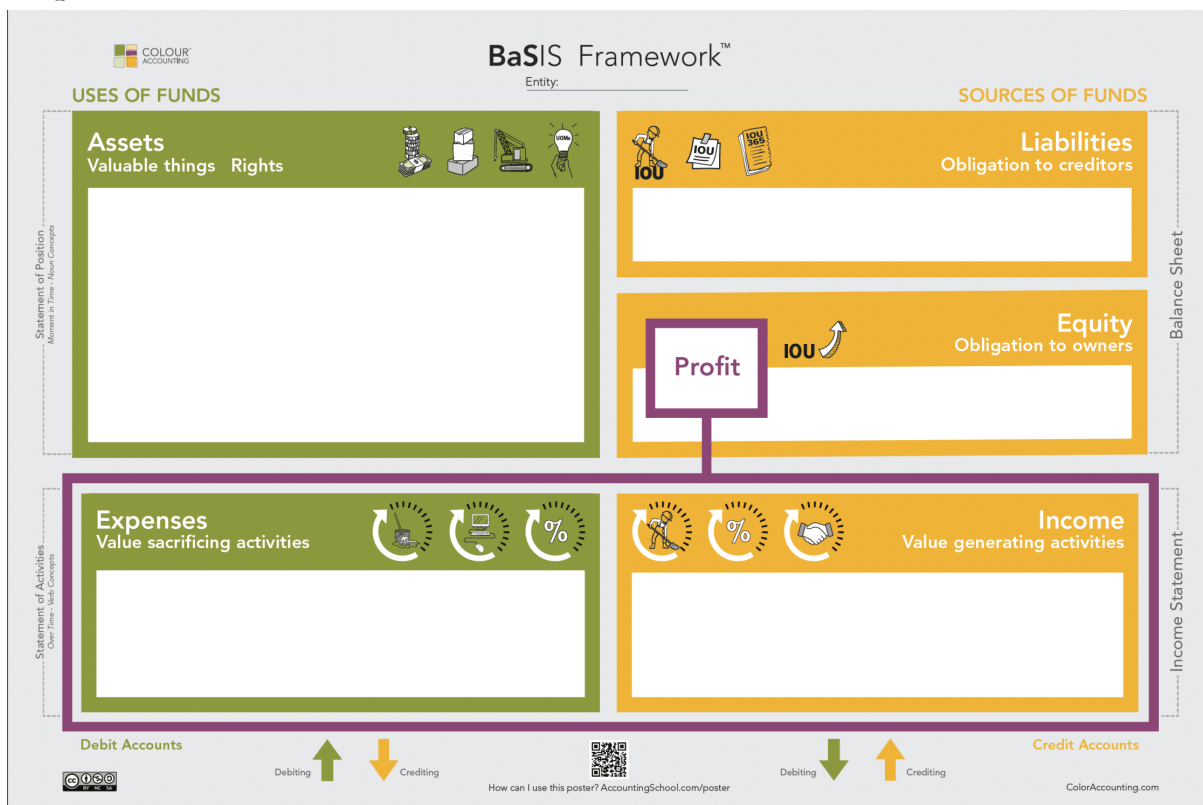 COLOUR™
ACCOUNTING
BaSIS Framework™
Entity:
USES OF FUNDS
SOURCES OF FUNDS
Assets
Valuable things Rights
UOMe
IOU
IOU
IOU
365
Liabilities
Obligation to creditors
Statement of Position
Moment in Time - Noun Concepts
Balance Sheet
Profit
IOU
Equity
Obligation to owners
Expenses
Value sacrificing activities
%
%
Income
Value generating activities
Statement of Activities
Over Time - Verb Concepts
Income Statement
Debit Accounts
Credit Accounts
Debiting
Crediting
Debiting
Crediting
CC BY NC SA
How can I use this poster? AccountingSchool.com/poster
ColorAccounting.com